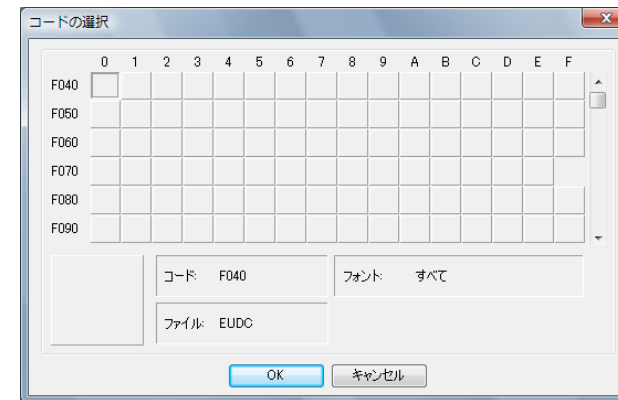 コードの選択
0 1 2 3 4 5 6 7 8 9 A B C D E F
F040
F050
F060
F070
F080
F090
コード: F040 フォント: すべて
ファイル: EUDC
OK キャンセル